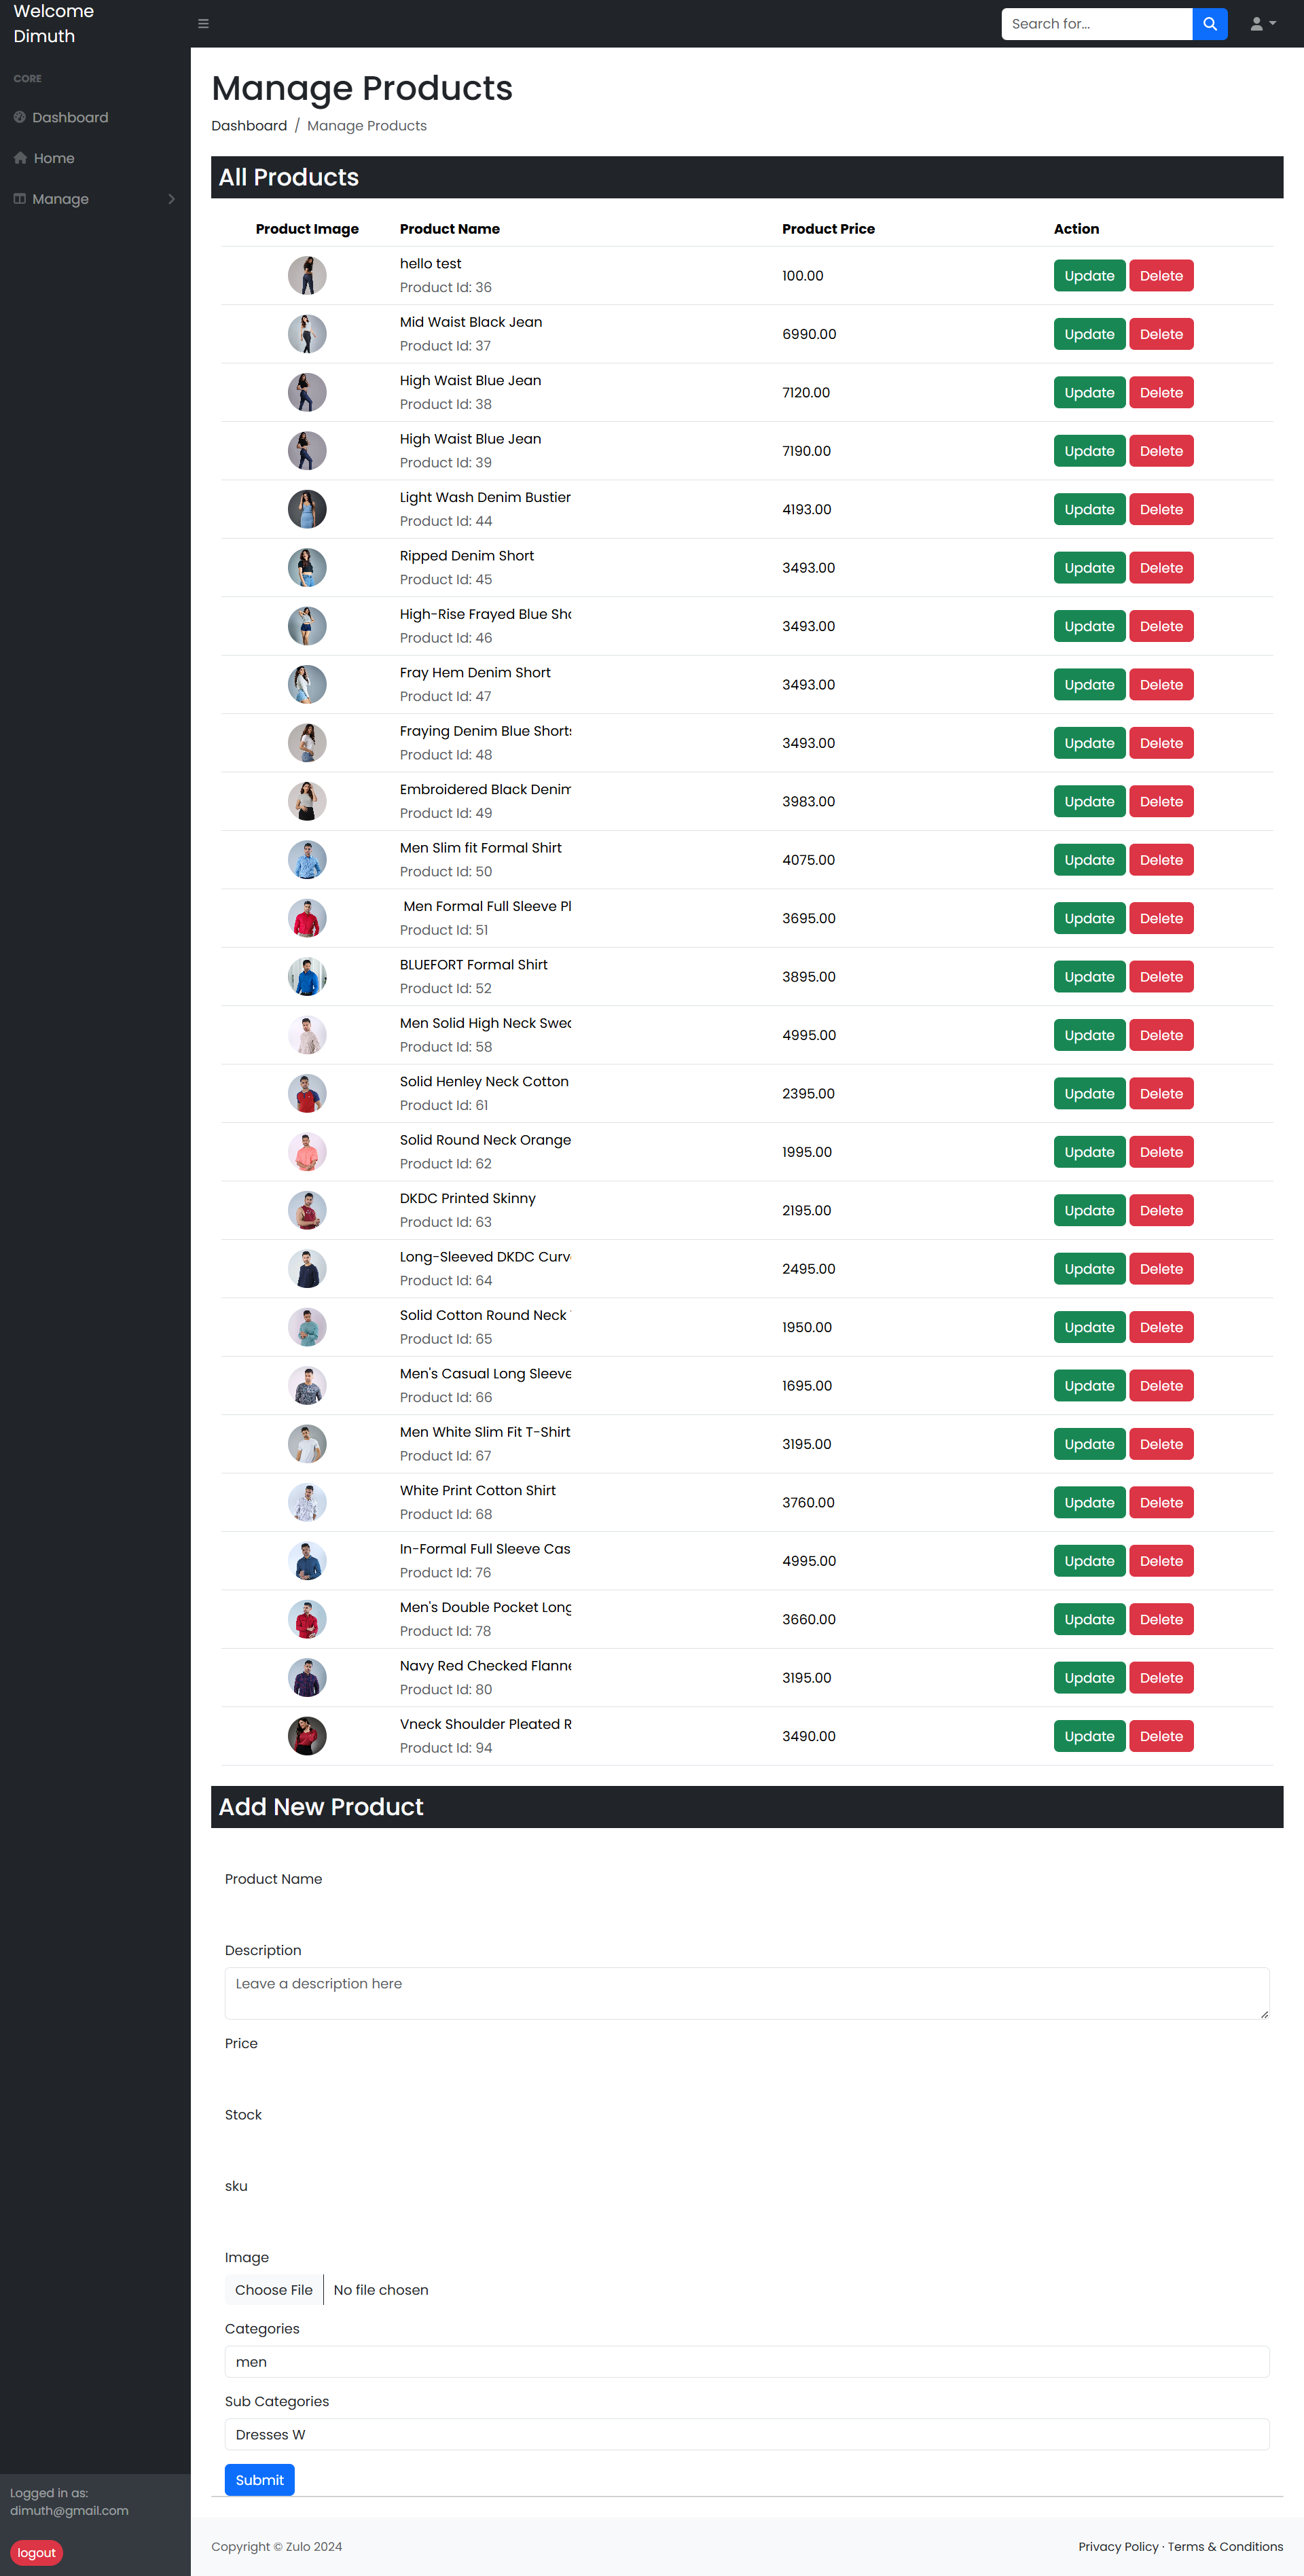 Welcome
Dimuth
Search for...
CORE
Dashboard
Home
Manage
Manage Products
Dashboard / Manage Products
All Products
Product Image Product Name Product Price Action
hello test
Product Id: 36
100.00 Update Delete
Mid Waist Black Jean
Product Id: 37
6990.00 Update Delete
High Waist Blue Jean
Product Id: 38
7120.00 Update Delete
High Waist Blue Jean
Product Id: 39
7190.00 Update Delete
Light Wash Denim Bustier
Product Id: 44
4193.00 Update Delete
Ripped Denim Short
Product Id: 45
3493.00 Update Delete
High-Rise Frayed Blue Sho
Product Id: 46
3493.00 Update Delete
Fray Hem Denim Short
Product Id: 47
3493.00 Update Delete
Fraying Denim Blue Shorts
Product Id: 48
3493.00 Update Delete
Embroidered Black Denim
Product Id: 49
3983.00 Update Delete
Men Slim fit Formal Shirt
Product Id: 50
4075.00 Update Delete
Men Formal Full Sleeve Pl
Product Id: 51
3695.00 Update Delete
BLUEFORT Formal Shirt
Product Id: 52
3895.00 Update Delete
Men Solid High Neck Swea
Product Id: 58
4995.00 Update Delete
Solid Henley Neck Cotton
Product Id: 61
2395.00 Update Delete
Solid Round Neck Orange
Product Id: 62
1995.00 Update Delete
DKDC Printed Skinny
Product Id: 63
2195.00 Update Delete
Long-Sleeved DKDC Curv
Product Id: 64
2495.00 Update Delete
Solid Cotton Round Neck
Product Id: 65
1950.00 Update Delete
Men's Casual Long Sleeve
Product Id: 66
1695.00 Update Delete
Men White Slim Fit T-Shirt
Product Id: 67
3195.00 Update Delete
White Print Cotton Shirt
Product Id: 68
3760.00 Update Delete
In-Formal Full Sleeve Cas
Product Id: 76
4995.00 Update Delete
Men's Double Pocket Long
Product Id: 78
3660.00 Update Delete
Navy Red Checked Flanne
Product Id: 80
3195.00 Update Delete
Vneck Shoulder Pleated R
Product Id: 94
3490.00 Update Delete
Add New Product
Product Name
Description
Leave a description here
Price
Stock
sku
Image
Choose File No file chosen
Categories
men
Sub Categories
Dresses W
Submit
Logged in as:
dimuth@gmail.com
logout
Copyright © Zulo 2024
Privacy Policy · Terms & Conditions